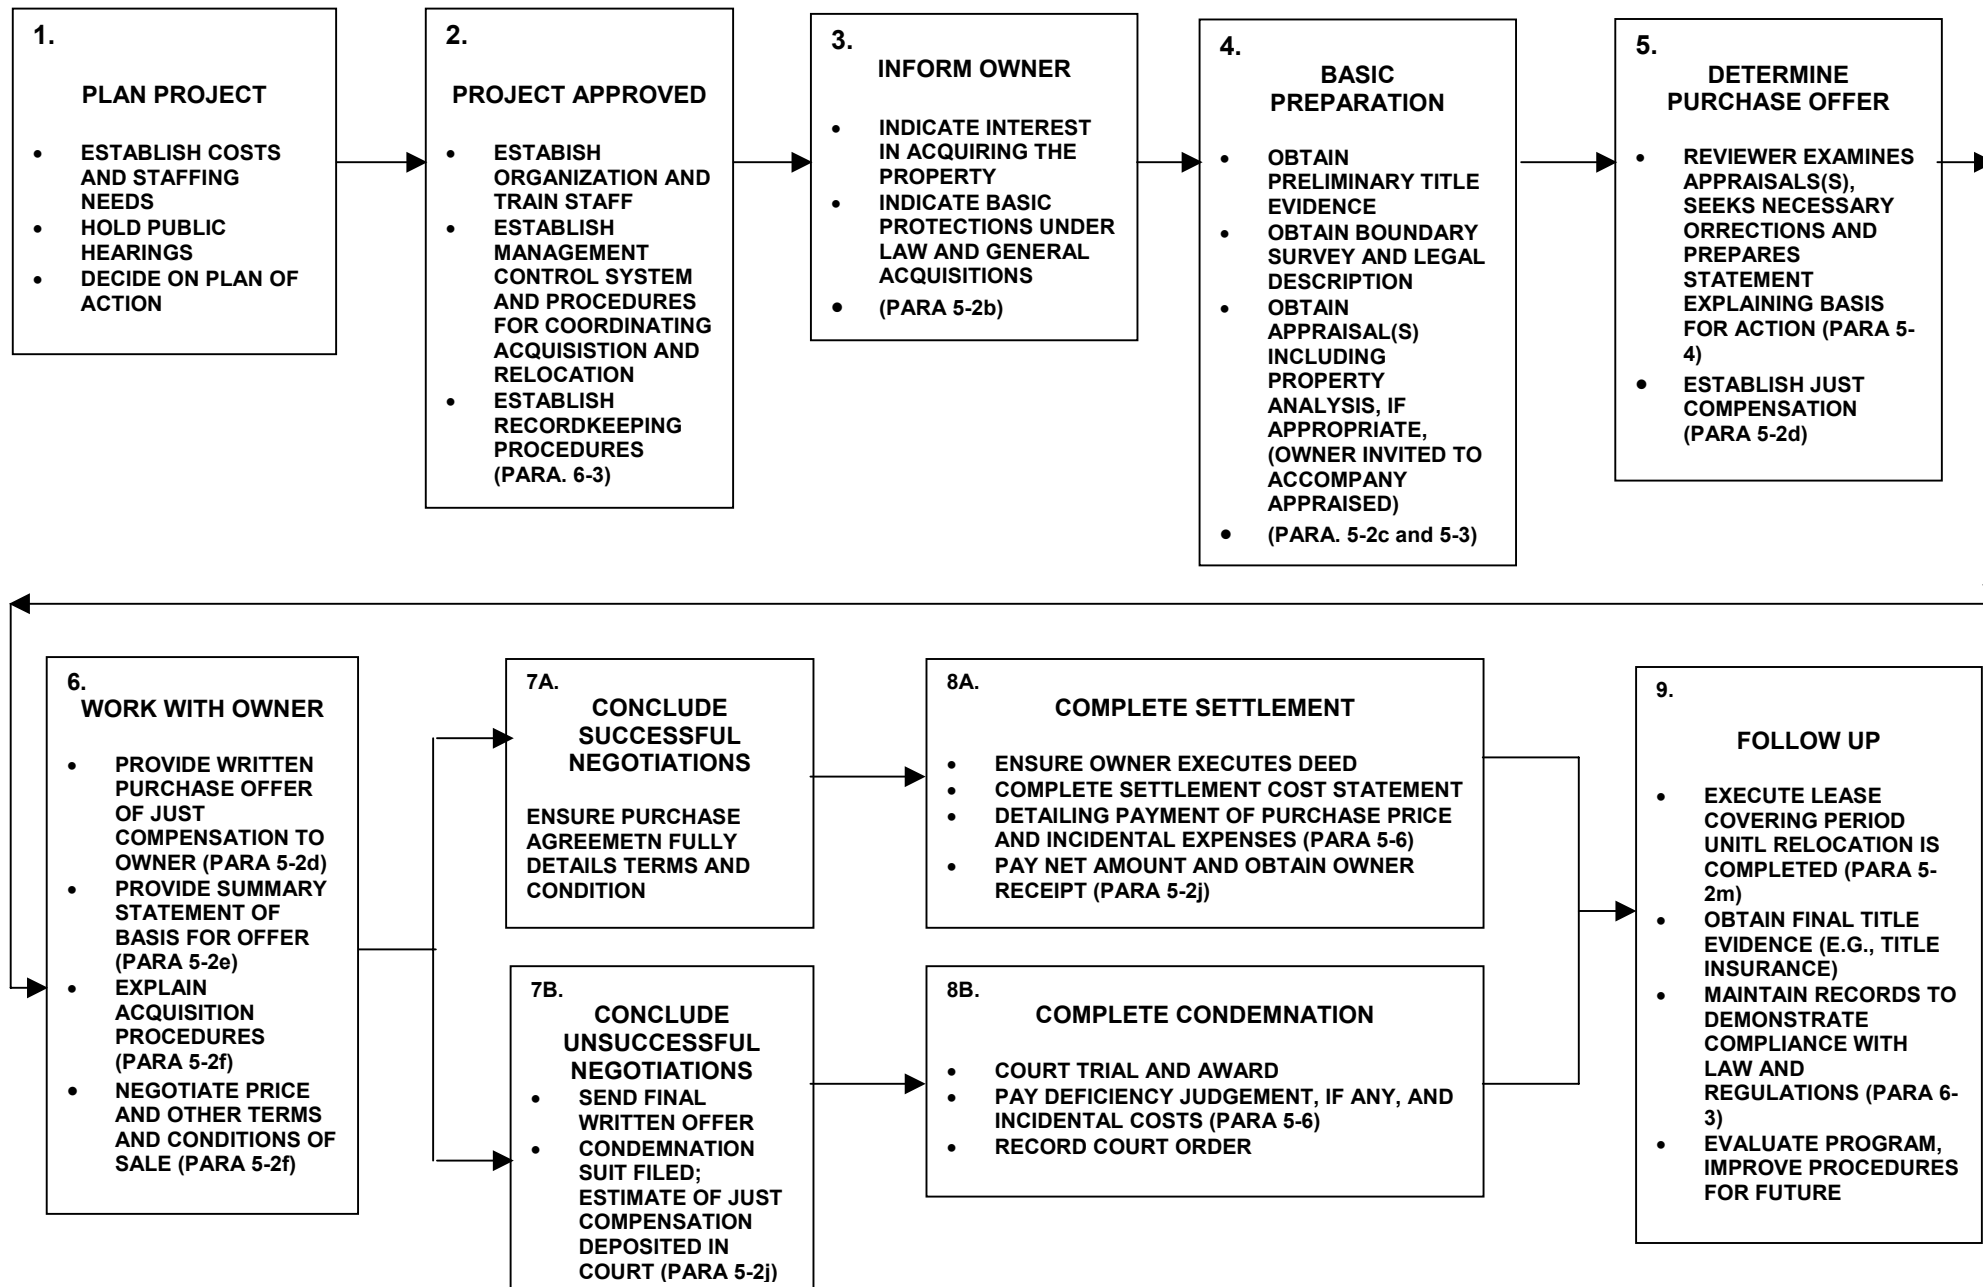 1.
PLAN PROJECT
• ESTABLISH COSTS
AND STAFFING
NEEDS
• HOLD PUBLIC
HEARINGS
• DECIDE ON PLAN OF
ACTION
2.
PROJECT APPROVED
• ESTABISH
ORGANIZATION AND
TRAIN STAFF
• ESTABLISH
MANAGEMENT
CONTROL SYSTEM
AND PROCEDURES
FOR COORDINATING
ACQUISISTION AND
RELOCATION
• ESTABLISH
RECORDKEEPING
PROCEDURES
(PARA. 6-3)
3.
INFORM OWNER
• INDICATE INTEREST
IN ACQUIRING THE
PROPERTY
• INDICATE BASIC
PROTECTIONS UNDER
LAW AND GENERAL
ACQUISITIONS
• (PARA 5-2b)
4.
BASIC
PREPARATION
• OBTAIN
PRELIMINARY TITLE
EVIDENCE
• OBTAIN BOUNDARY
SURVEY AND LEGAL
DESCRIPTION
• OBTAIN
APPRAISAL(S)
INCLUDING
PROPERTY
ANALYSIS, IF
APPROPRIATE,
(OWNER INVITED TO
ACCOMPANY
APPRAISED)
• (PARA. 5-2c and 5-3)
5.
DETERMINE
PURCHASE OFFER
• REVIEWER EXAMINES
APPRAISALS(S),
SEEKS NECESSARY
ORRECTIONS AND
PREPARES
STATEMENT
EXPLAINING BASIS
FOR ACTION (PARA 5-
4)
• ESTABLISH JUST
COMPENSATION
(PARA 5-2d)
6.
WORK WITH OWNER
• PROVIDE WRITTEN
PURCHASE OFFER
OF JUST
COMPENSATION TO
OWNER (PARA 5-2d)
• PROVIDE SUMMARY
STATEMENT OF
BASIS FOR OFFER
(PARA 5-2e)
• EXPLAIN
ACQUISITION
PROCEDURES
(PARA 5-2f)
• NEGOTIATE PRICE
AND OTHER TERMS
AND CONDITIONS OF
SALE (PARA 5-2f)
7A.
CONCLUDE
SUCCESSFUL
NEGOTIATIONS
ENSURE PURCHASE
AGREEMETN FULLY
DETAILS TERMS AND
CONDITION
7B.
CONCLUDE
UNSUCCESSFUL
NEGOTIATIONS
• SEND FINAL
WRITTEN OFFER
• CONDEMNATION
SUIT FILED;
ESTIMATE OF JUST
COMPENSATION
DEPOSITED IN
COURT (PARA 5-2j)
8A.
COMPLETE SETTLEMENT
• ENSURE OWNER EXECUTES DEED
• COMPLETE SETTLEMENT COST STATEMENT
• DETAILING PAYMENT OF PURCHASE PRICE
AND INCIDENTAL EXPENSES (PARA 5-6)
• PAY NET AMOUNT AND OBTAIN OWNER
RECEIPT (PARA 5-2j)
8B.
COMPLETE CONDEMNATION
• COURT TRIAL AND AWARD
• PAY DEFICIENCY JUDGEMENT, IF ANY, AND
INCIDENTAL COSTS (PARA 5-6)
• RECORD COURT ORDER
9.
FOLLOW UP
• EXECUTE LEASE
COVERING PERIOD
UNITL RELOCATION IS
COMPLETED (PARA 5-
2m)
• OBTAIN FINAL TITLE
EVIDENCE (E.G., TITLE
INSURANCE)
• MAINTAIN RECORDS TO
DEMONSTRATE
COMPLIANCE WITH
LAW AND
REGULATIONS (PARA 6-
3)
• EVALUATE PROGRAM,
IMPROVE PROCEDURES
FOR FUTURE